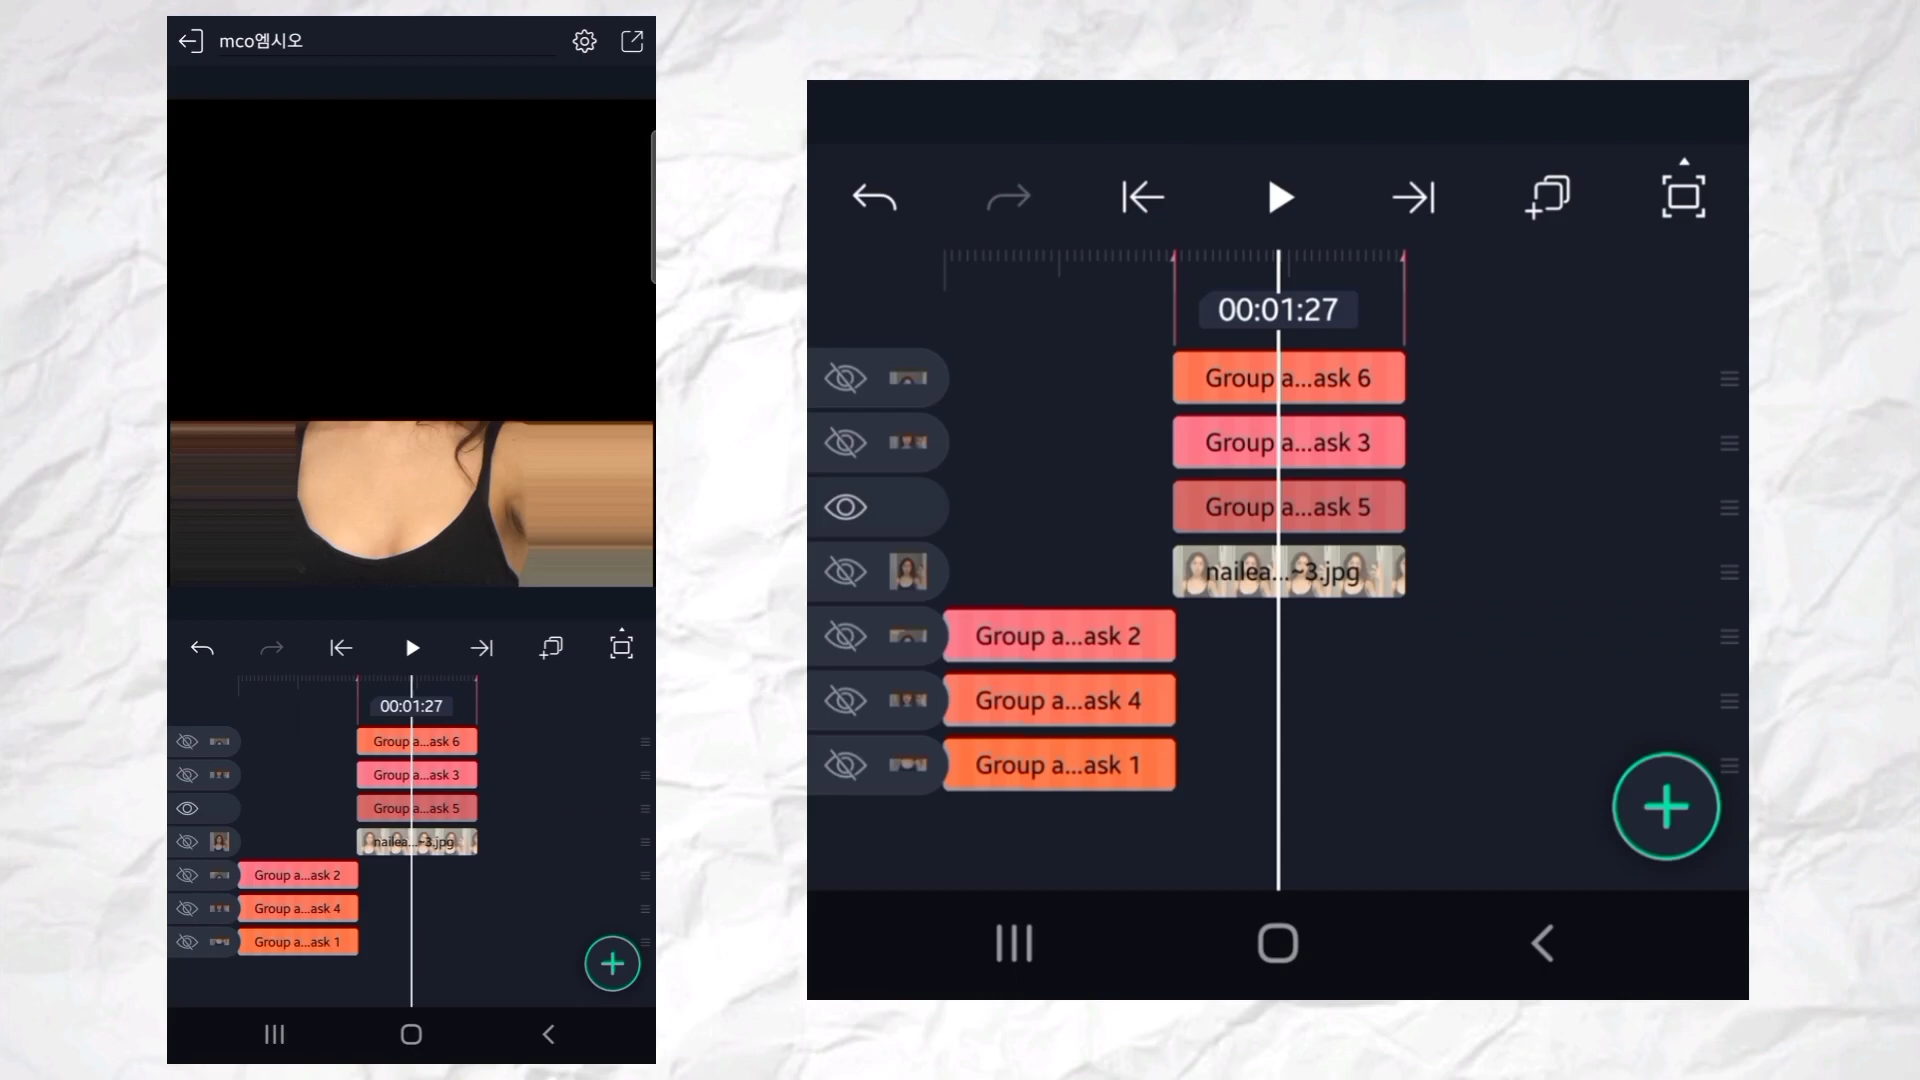 mco엠시오
00:01:27
Group a...ask 6
Group a...ask 3
Group a...ask 5
nailea...~3.jpg
Group a...ask 2
Group a...ask 4
Group a...ask 1
00:01:27
Group a...ask 6
Group a...ask 3
Group a...ask 5
nailea...~3.jpg
Group a...ask 2
Group a...ask 4
Group a...ask 1